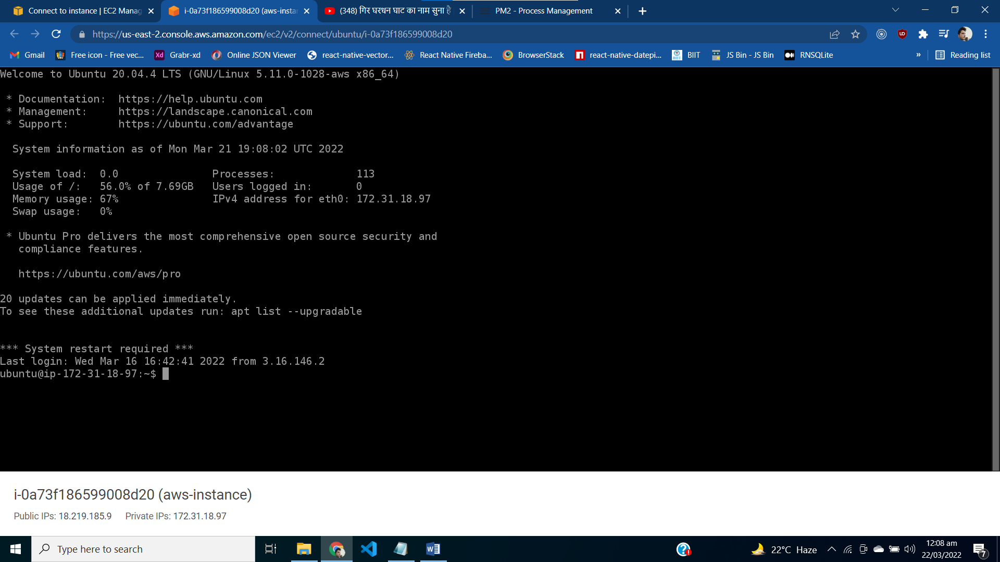 Connect to instance | EC2 Manag
i-0a73f186599008d20 (aws-insta
(348) गिर घरधन घाट का नाम सुना है
PM2 - Process Management
https://us-east-2.console.aws.amazon.com/ec2/v2/connect/ubuntu/i-0a73f186599008d20
Gmail
Free icon - Free vec...
Xd Grabr-xd
Online JSON Viewer
react-native-vector...
React Native Fireba...
BrowserStack
react-native-datepi...
BIIT
JS Bin - JS Bin
RNSQLite
» Reading list
Welcome to Ubuntu 20.04.4 LTS (GNU/Linux 5.11.0-1028-aws x86_64)
* Documentation: https://help.ubuntu.com
* Management: https://landscape.canonical.com
* Support: https://ubuntu.com/advantage
System information as of Mon Mar 21 19:08:02 UTC 2022
System load: 0.0 Processes: 113
Usage of /: 56.0% of 7.69GB Users logged in: 0
Memory usage: 67% IPv4 address for eth0: 172.31.18.97
Swap usage: 0%
* Ubuntu Pro delivers the most comprehensive open source security and
compliance features.
https://ubuntu.com/aws/pro
20 updates can be applied immediately.
To see these additional updates run: apt list --upgradable
*** System restart required ***
Last login: Wed Mar 16 16:42:41 2022 from 3.16.146.2
ubuntu@ip-172-31-18-97:~$
i-0a73f186599008d20 (aws-instance)
Public IPs: 18.219.185.9 Private IPs: 172.31.18.97
Type here to search
22°C Haze
12:08 am
22/03/2022
7